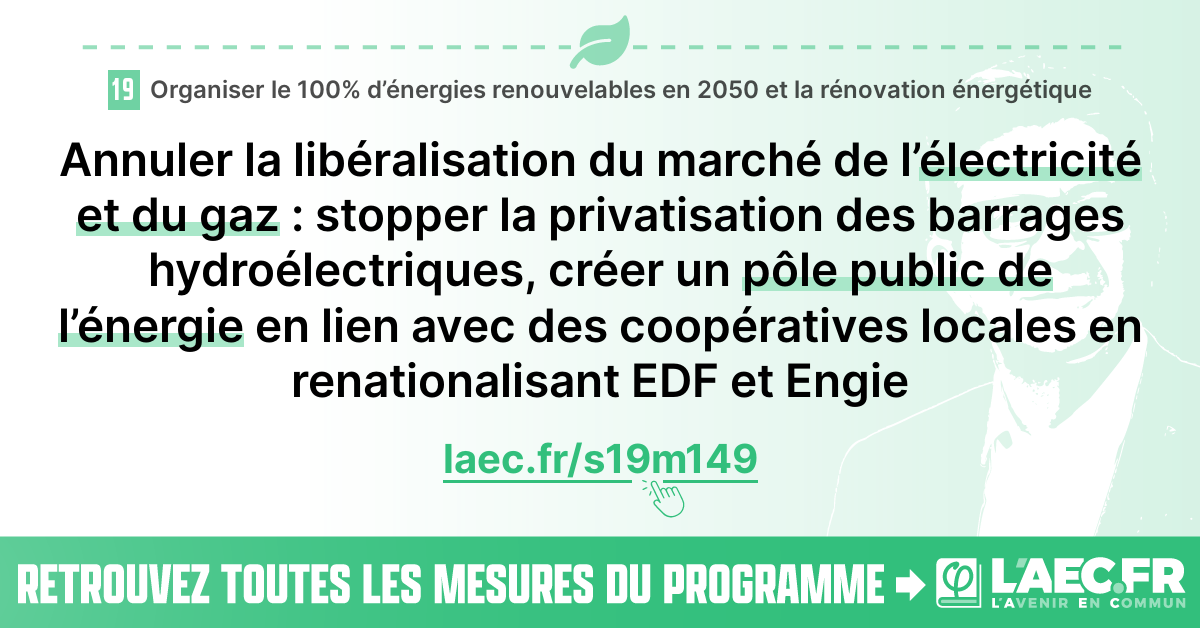 19 Organiser le 100% d’énergies renouvelables en 2050 et la rénovation énergétique
Annuler la libéralisation du marché de l’électricité
et du gaz : stopper la privatisation des barrages
hydroélectriques, créer un pôle public de
l’énergie en lien avec des coopératives locales en
renationalisant EDF et Engie
laec.fr/s19m149
RETROUVEZ TOUTES LES MESURES DU PROGRAMME
φ L’AEC.FR
L’AVENIR EN COMMUN